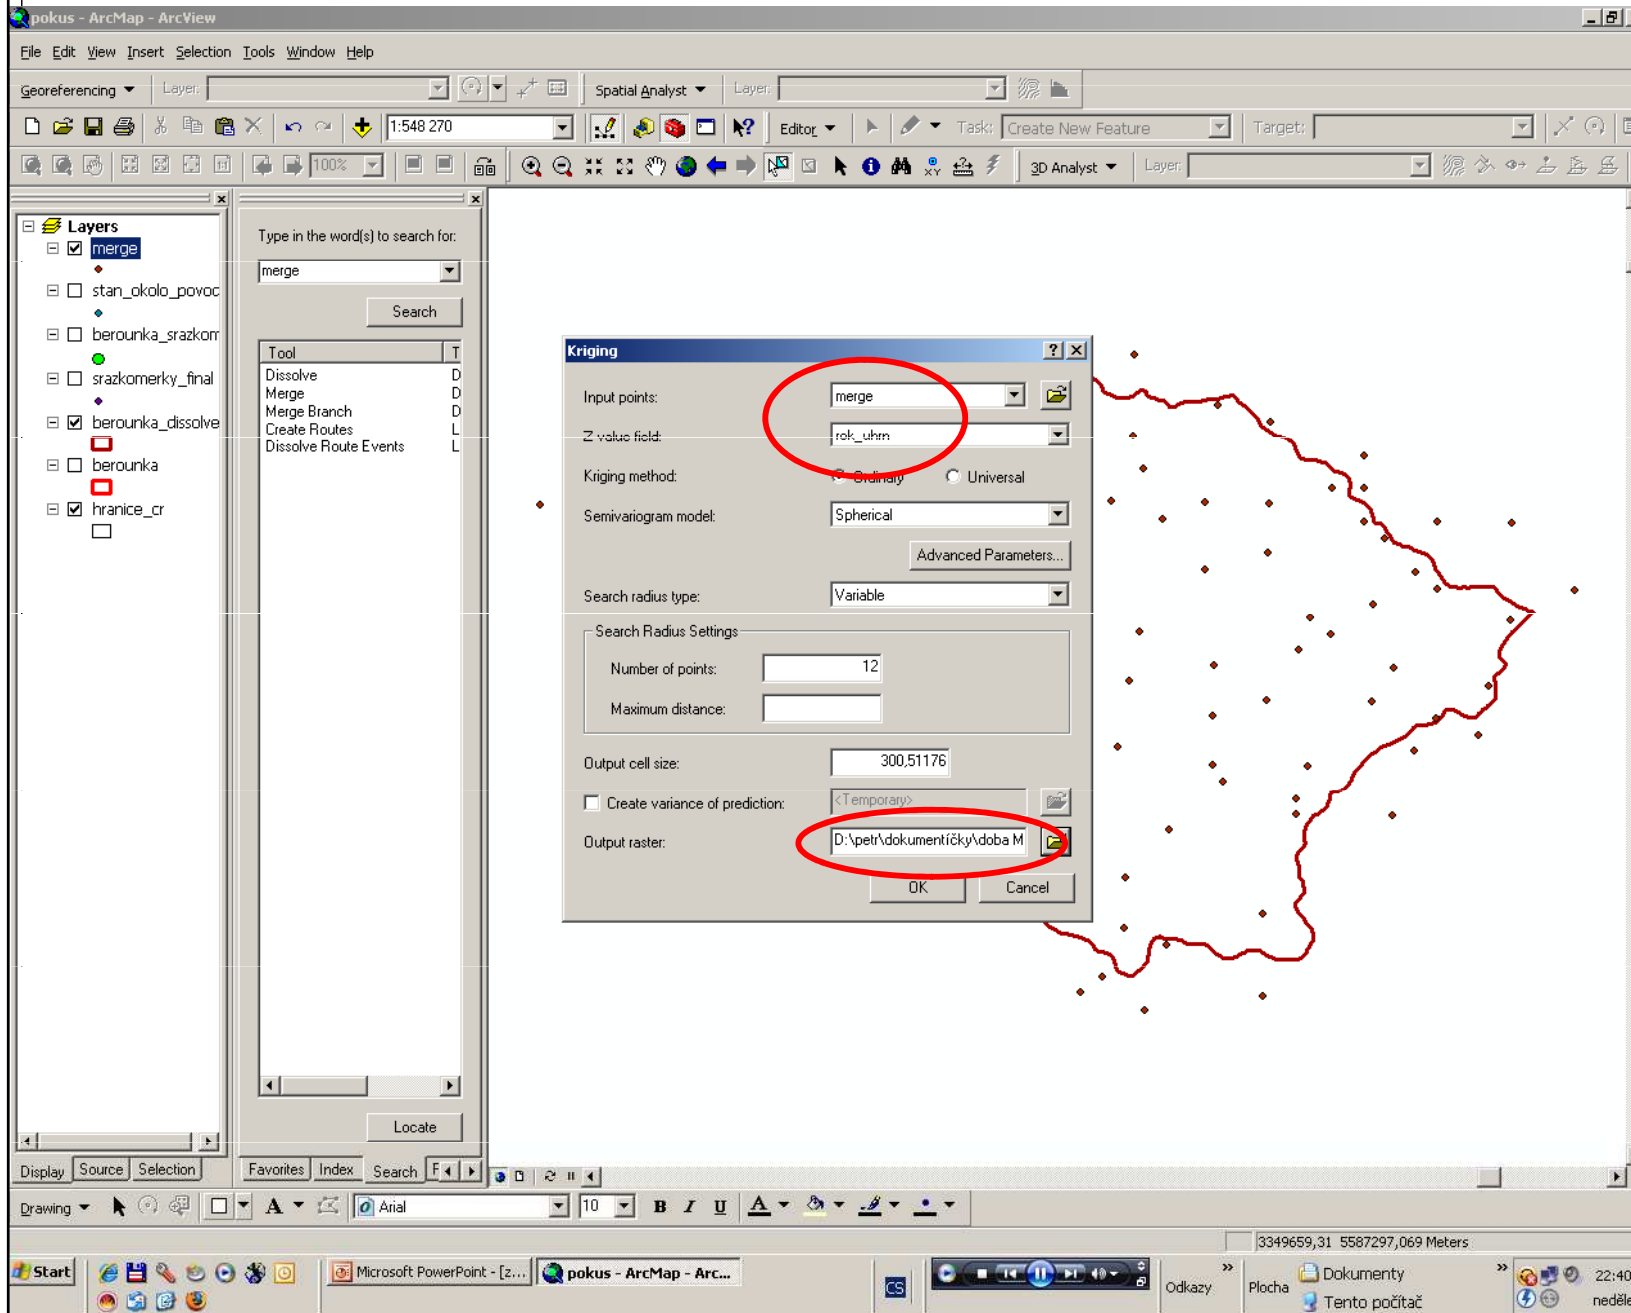 pokus - ArcMap - ArcView
File Edit View Insert Selection Tools Window Help
Georeferencing Layer: Spatial Analyst Layer:
1:548 270 Editor Task: Create New Feature Target:
100% 3D Analyst Layer:
Layers
merge
stan_okolo_povod
berounka_srazkom
srazkomerky_final
berounka_dissolve
berounka
hranice_cr
Type in the word(s) to search for:
merge
Search
Tool T
Dissolve D
Merge D
Merge Branch D
Create Routes L
Dissolve Route Events L
Locate
Kriging
Input points: merge
Z value field: rok_uhrn
Kriging method: Ordinary Universal
Semivariogram model: Spherical
Advanced Parameters...
Search radius type: Variable
Search Radius Settings
Number of points: 12
Maximum distance:
Output cell size: 300,51176
Create variance of prediction: <Temporary>
Output raster: D:\petr\dokumentíčky\doba M
OK Cancel
Display Source Selection
Favorites Index Search
Drawing A Arial 10 B I U A
3349659,31 5587297,069 Meters
Start Microsoft PowerPoint - [z... pokus - ArcMap - Arc... CS Odkazy Plocha Dokumenty 22:40
Tento počítač neděle